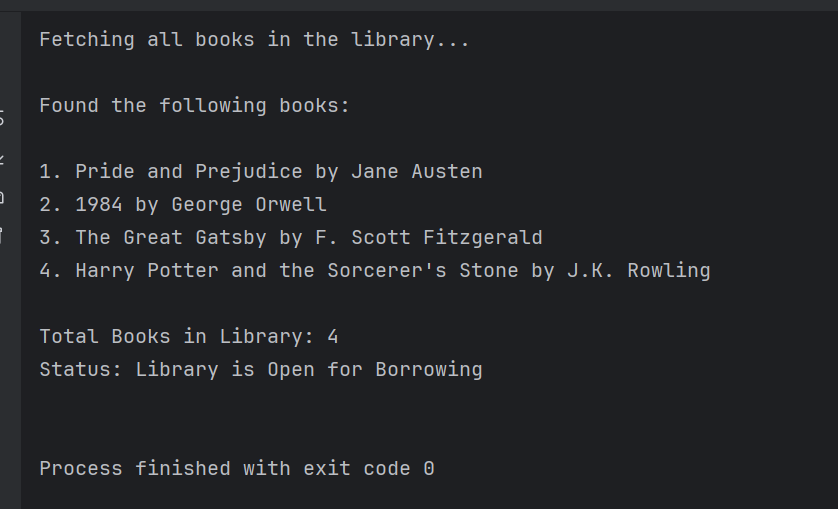 Fetching all books in the library...
Found the following books:
1. Pride and Prejudice by Jane Austen
2. 1984 by George Orwell
3. The Great Gatsby by F. Scott Fitzgerald
4. Harry Potter and the Sorcerer's Stone by J.K. Rowling
Total Books in Library: 4
Status: Library is Open for Borrowing
Process finished with exit code 0